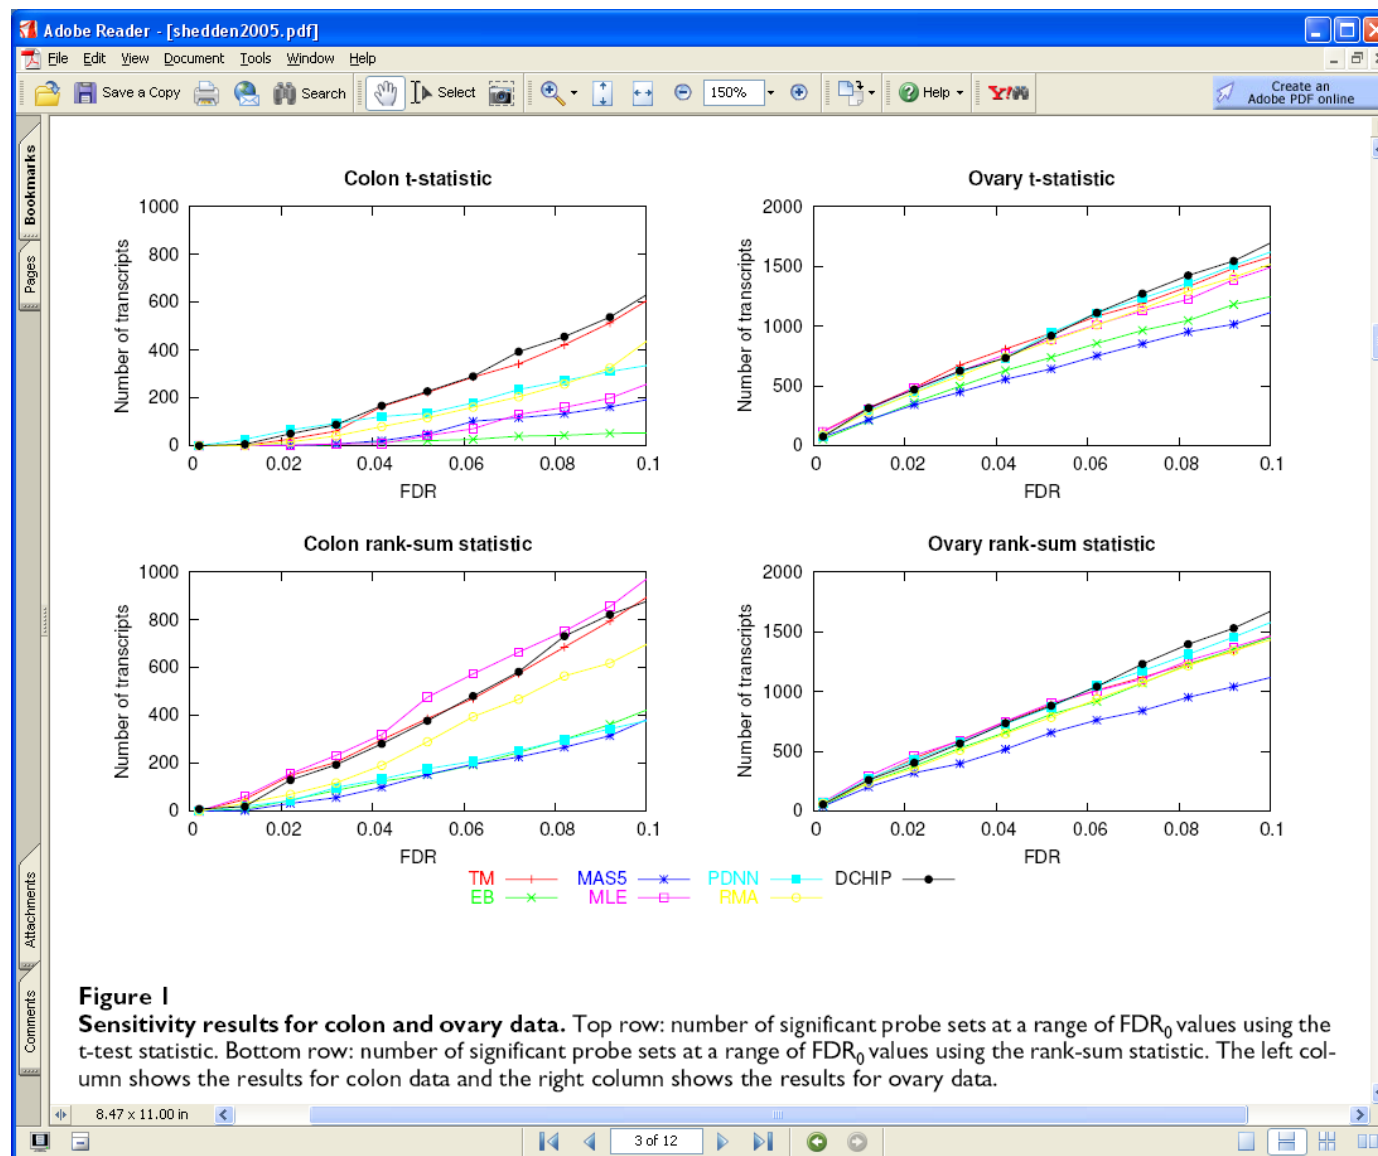 Adobe Reader - [shedden2005.pdf]
File Edit View Document Tools Window Help
Save a Copy Search Select 150% Help Y! Create an
Adobe PDF online
Bookmarks
Pages
Attachments
Comments
Colon t-statistic
Number of transcripts
1000
800
600
400
200
0
0 0.02 0.04 0.06 0.08 0.1
FDR
Ovary t-statistic
Number of transcripts
2000
1500
1000
500
0
0 0.02 0.04 0.06 0.08 0.1
FDR
Colon rank-sum statistic
Number of transcripts
1000
800
600
400
200
0
0 0.02 0.04 0.06 0.08 0.1
FDR
Ovary rank-sum statistic
Number of transcripts
2000
1500
1000
500
0
0 0.02 0.04 0.06 0.08 0.1
FDR
TM MAS5 PDNN DCHIP
EB MLE RMA
Figure 1
Sensitivity results for colon and ovary data. Top row: number of significant probe sets at a range of FDR₀ values using the
t-test statistic. Bottom row: number of significant probe sets at a range of FDR₀ values using the rank-sum statistic. The left col-
umn shows the results for colon data and the right column shows the results for ovary data.
8.47 x 11.00 in
3 of 12